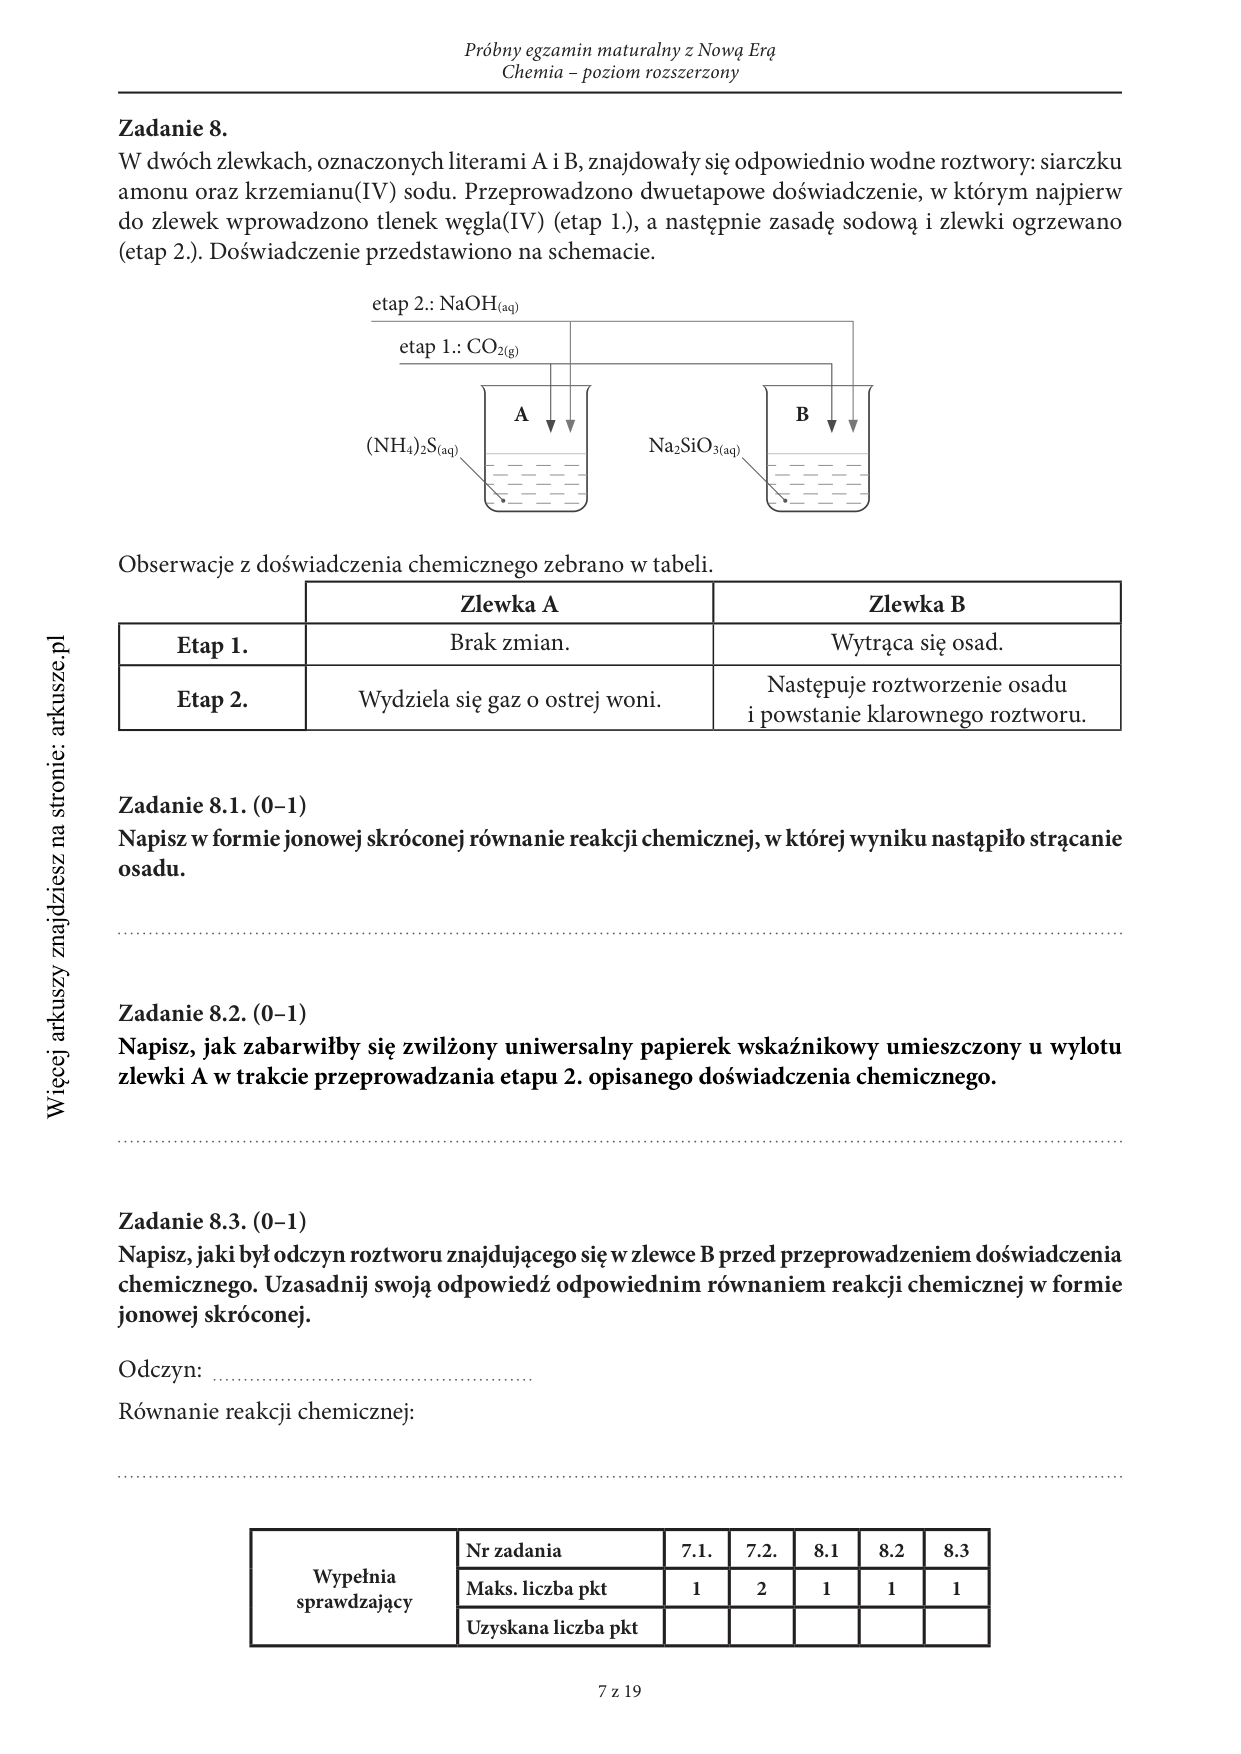 Próbny egzamin maturalny z Nową Erą
Chemia – poziom rozszerzony
Zadanie 8.
W dwóch zlewkach, oznaczonych literami A i B, znajdowały się odpowiednio wodne roztwory: siarczku
amonu oraz krzemianu(IV) sodu. Przeprowadzono dwuetapowe doświadczenie, w którym najpierw
do zlewek wprowadzono tlenek węgla(IV) (etap 1.), a następnie zasadę sodową i zlewki ogrzewano
(etap 2.). Doświadczenie przedstawiono na schemacie.
etap 2.: NaOH(aq)
etap 1.: CO2(g)
A
B
(NH4)2S(aq)
Na2SiO3(aq)
Obserwacje z doświadczenia chemicznego zebrano w tabeli.
Zlewka A
Zlewka B
Etap 1.
Brak zmian.
Wytrąca się osad.
Etap 2.
Wydziela się gaz o ostrej woni.
Następuje roztworzenie osadu
i powstanie klarownego roztworu.
Zadanie 8.1. (0–1)
Napisz w formie jonowej skróconej równanie reakcji chemicznej, w której wyniku nastąpiło strącanie
osadu.
Zadanie 8.2. (0–1)
Napisz, jak zabarwiłby się zwilżony uniwersalny papierek wskaźnikowy umieszczony u wylotu
zlewki A w trakcie przeprowadzania etapu 2. opisanego doświadczenia chemicznego.
Zadanie 8.3. (0–1)
Napisz, jaki był odczyn roztworu znajdującego się w zlewce B przed przeprowadzeniem doświadczenia
chemicznego. Uzasadnij swoją odpowiedź odpowiednim równaniem reakcji chemicznej w formie
jonowej skróconej.
Odczyn:
Równanie reakcji chemicznej:
Wypełnia
sprawdzający
Nr zadania 7.1. 7.2. 8.1 8.2 8.3
Maks. liczba pkt 1 2 1 1 1
Uzyskana liczba pkt
7 z 19
Więcej arkuszy znajdziesz na stronie: arkusze.pl